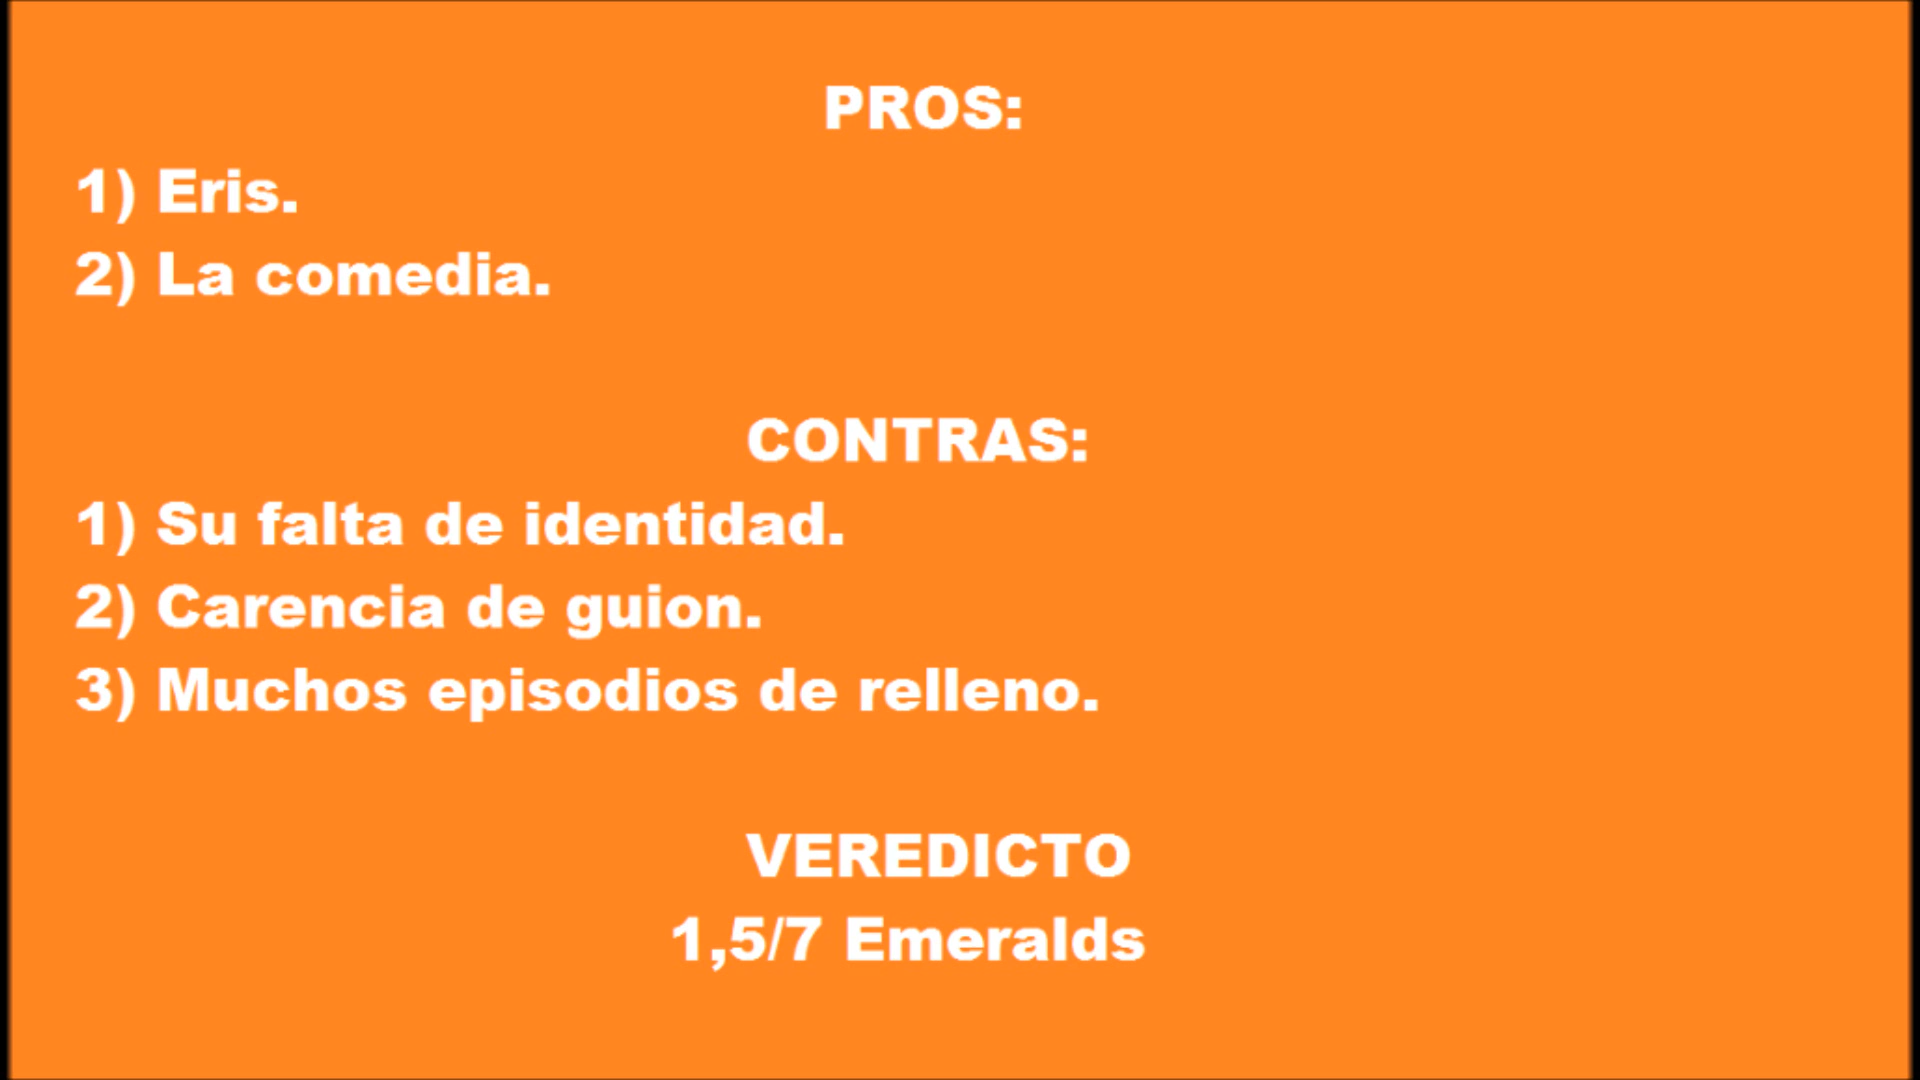 PROS:
1) Eris.
2) La comedia.
CONTRAS:
1) Su falta de identidad.
2) Carencia de guion.
3) Muchos episodios de relleno.
VEREDICTO
1,5/7 Emeralds